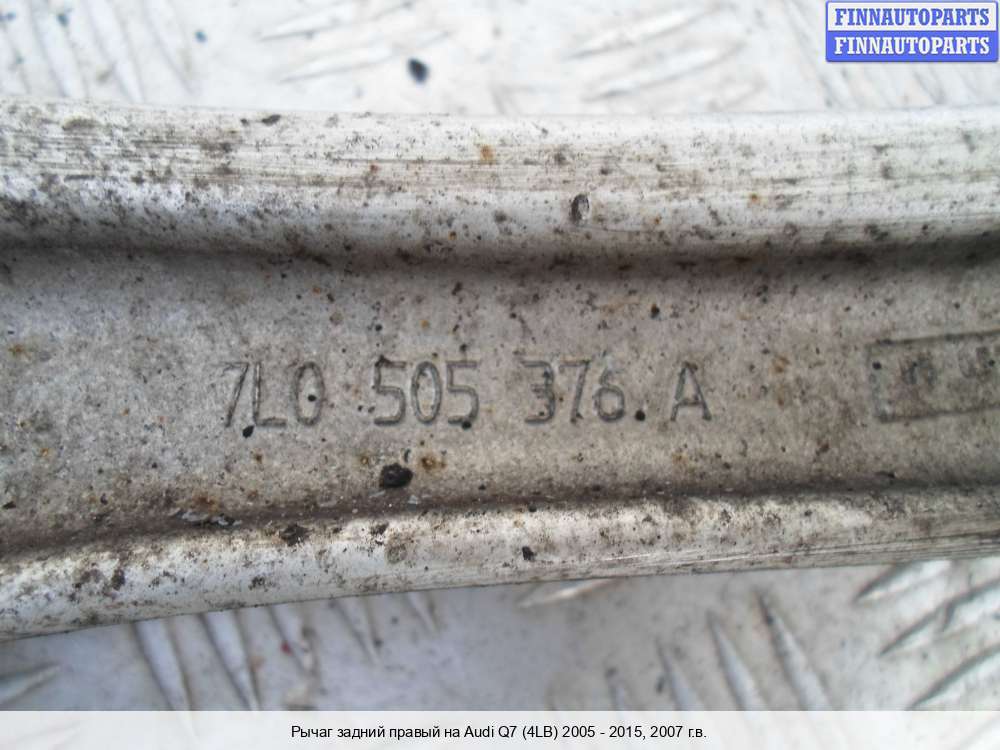 FINNAUTOPARTS
FINNAUTOPARTS
7L0 505 376 A
Рычаг задний правый на Audi Q7 (4LB) 2005 - 2015, 2007 г.в.